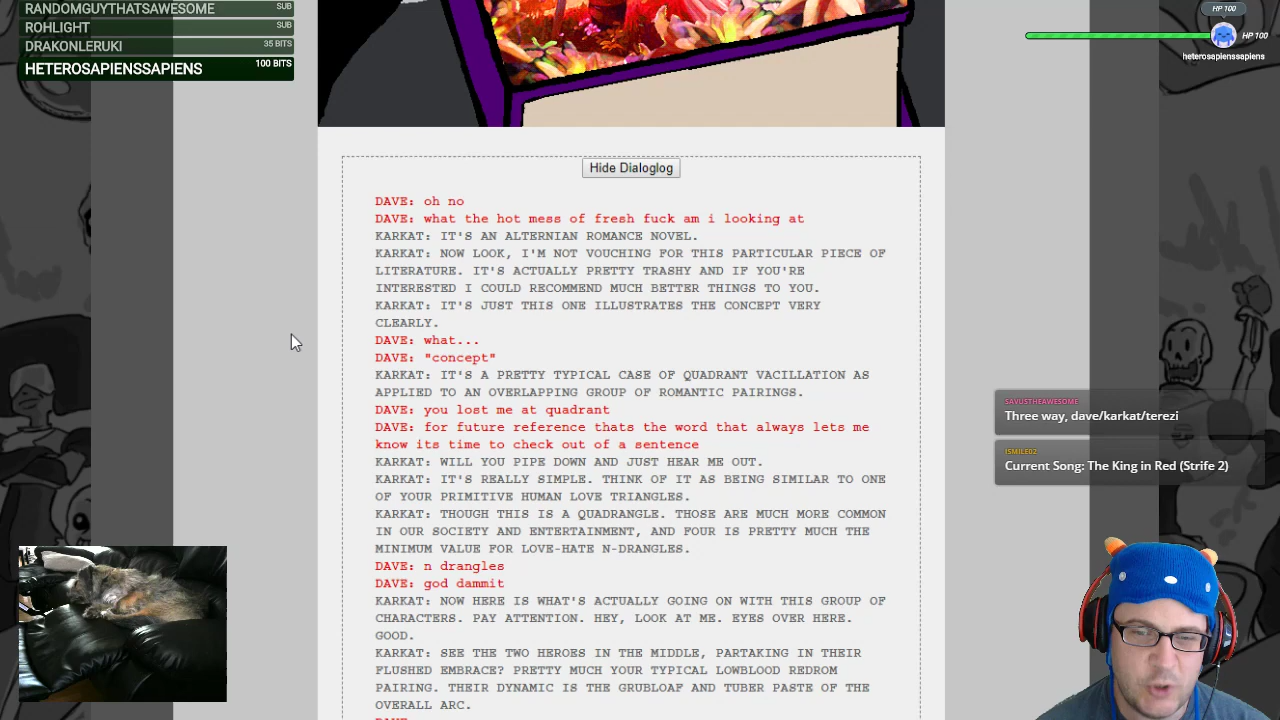 RANDOMGUYTHATSAWESOME SUB
ROHLIGHT SUB
DRAKONLERUKI 35 BITS
HETEROSAPIENSSAPIENS 100 BITS
HP 100
HP 100
heterosapienssapiens
Hide Dialoglog
DAVE: oh no
DAVE: what the hot mess of fresh fuck am i looking at
KARKAT: IT'S AN ALTERNIAN ROMANCE NOVEL.
KARKAT: NOW LOOK, I'M NOT VOUCHING FOR THIS PARTICULAR PIECE OF
LITERATURE. IT'S ACTUALLY PRETTY TRASHY AND IF YOU'RE
INTERESTED I COULD RECOMMEND MUCH BETTER THINGS TO YOU.
KARKAT: IT'S JUST THIS ONE ILLUSTRATES THE CONCEPT VERY
CLEARLY.
DAVE: what...
DAVE: "concept"
KARKAT: IT'S A PRETTY TYPICAL CASE OF QUADRANT VACILLATION AS
APPLIED TO AN OVERLAPPING GROUP OF ROMANTIC PAIRINGS.
DAVE: you lost me at quadrant
DAVE: for future reference thats the word that always lets me
know its time to check out of a sentence
KARKAT: WILL YOU PIPE DOWN AND JUST HEAR ME OUT.
KARKAT: IT'S REALLY SIMPLE. THINK OF IT AS BEING SIMILAR TO ONE
OF YOUR PRIMITIVE HUMAN LOVE TRIANGLES.
KARKAT: THOUGH THIS IS A QUADRANGLE. THOSE ARE MUCH MORE COMMON
IN OUR SOCIETY AND ENTERTAINMENT, AND FOUR IS PRETTY MUCH THE
MINIMUM VALUE FOR LOVE-HATE N-DRANGLES.
DAVE: n drangles
DAVE: god dammit
KARKAT: NOW HERE IS WHAT'S ACTUALLY GOING ON WITH THIS GROUP OF
CHARACTERS. PAY ATTENTION. HEY, LOOK AT ME. EYES OVER HERE.
GOOD.
KARKAT: SEE THE TWO HEROES IN THE MIDDLE, PARTAKING IN THEIR
FLUSHED EMBRACE? PRETTY MUCH YOUR TYPICAL LOWBLOOD REDROM
PAIRING. THEIR DYNAMIC IS THE GRUBLOAF AND TUBER PASTE OF THE
OVERALL ARC.
SAVUSTHEAWESOME
Three way, dave/karkat/terezi
ISMILE02
Current Song: The King in Red (Strife 2)